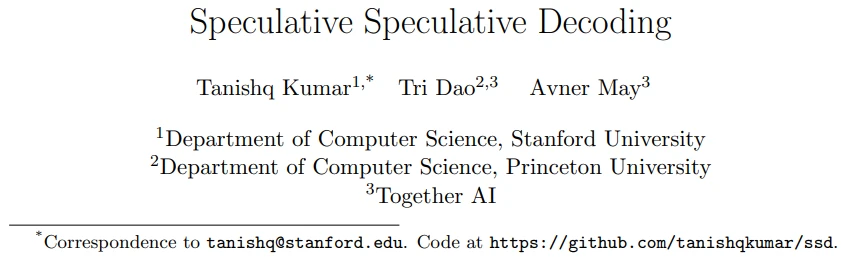 Speculative Speculative Decoding
Tanishq Kumar1,* Tri Dao2,3 Avner May3
1Department of Computer Science, Stanford University
2Department of Computer Science, Princeton University
3Together AI
*Correspondence to tanishq@stanford.edu. Code at https://github.com/tanishqkumar/ssd.